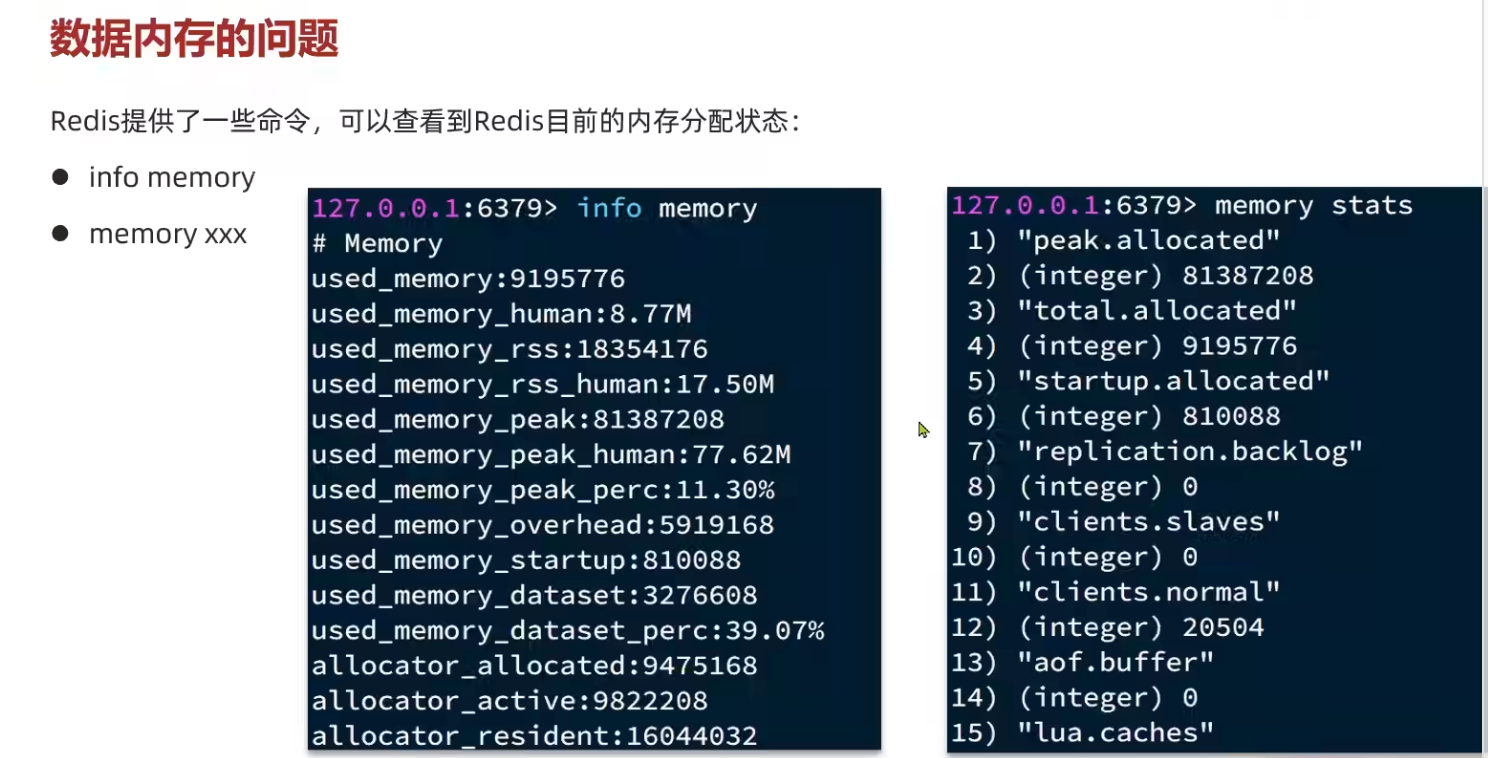 数据内存的问题
Redis提供了一些命令，可以查看到Redis目前的内存分配状态：
● info memory
● memory xxx
127.0.0.1:6379> info memory
# Memory
used_memory:9195776
used_memory_human:8.77M
used_memory_rss:18354176
used_memory_rss_human:17.50M
used_memory_peak:81387208
used_memory_peak_human:77.62M
used_memory_peak_perc:11.30%
used_memory_overhead:5919168
used_memory_startup:810088
used_memory_dataset:3276608
used_memory_dataset_perc:39.07%
allocator_allocated:9475168
allocator_active:9822208
allocator_resident:16044032
127.0.0.1:6379> memory stats
1) "peak.allocated"
2) (integer) 81387208
3) "total.allocated"
4) (integer) 9195776
5) "startup.allocated"
6) (integer) 810088
7) "replication.backlog"
8) (integer) 0
9) "clients.slaves"
10) (integer) 0
11) "clients.normal"
12) (integer) 20504
13) "aof.buffer"
14) (integer) 0
15) "lua.caches"